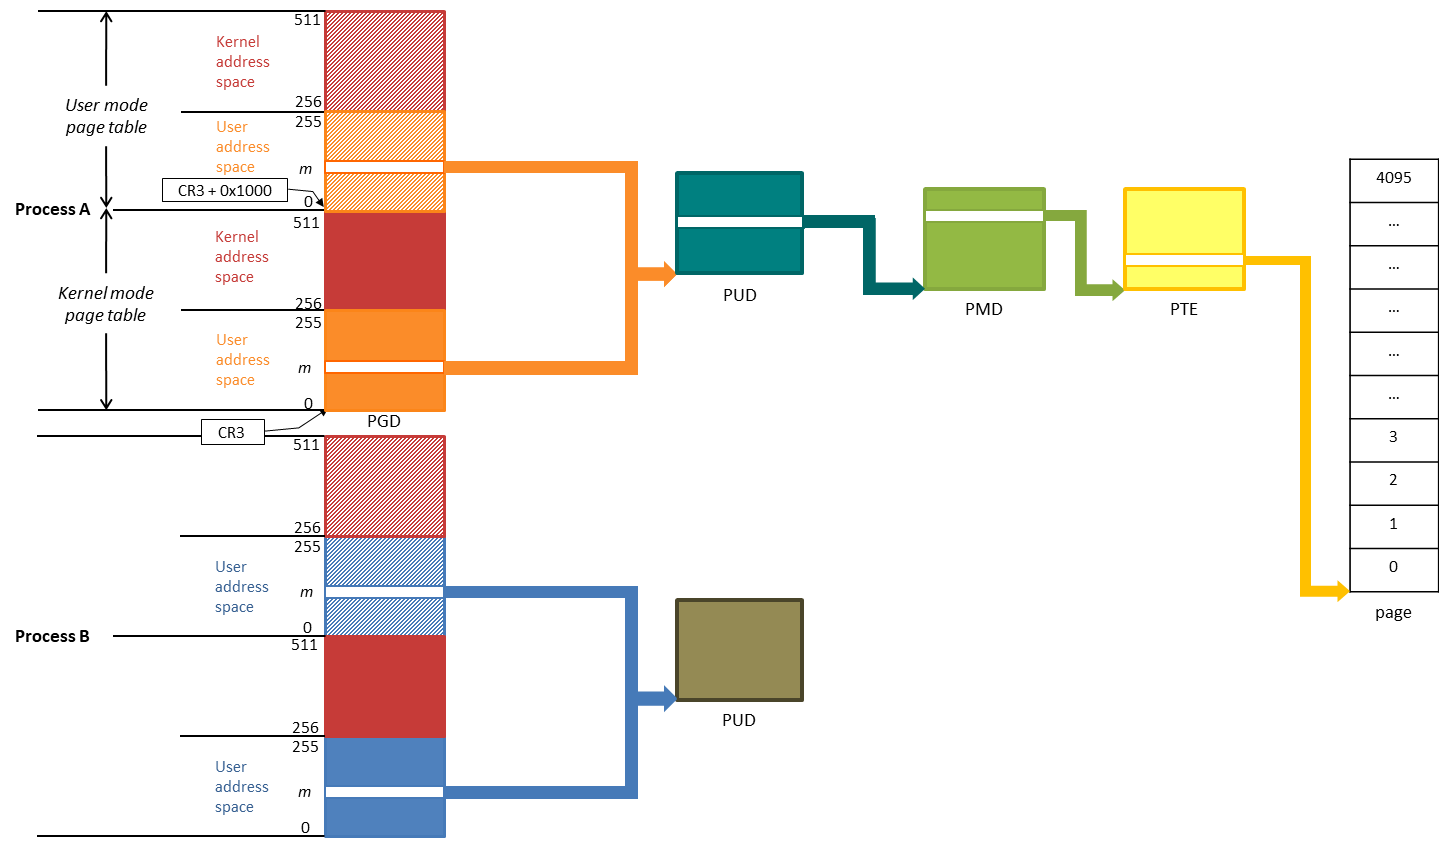 511
Kernel
address
space
256
User mode
page table
255
User
address
space
m
CR3 + 0x1000
0
Process A
511
Kernel
address
space
Kernel mode
page table
256
255
User
address
space
m
0
CR3
PGD
PUD
PMD
PTE
4095
...
...
...
...
...
3
2
1
0
page
511
256
255
User
address
space
m
0
Process B
511
256
255
User
address
space
m
0
PUD